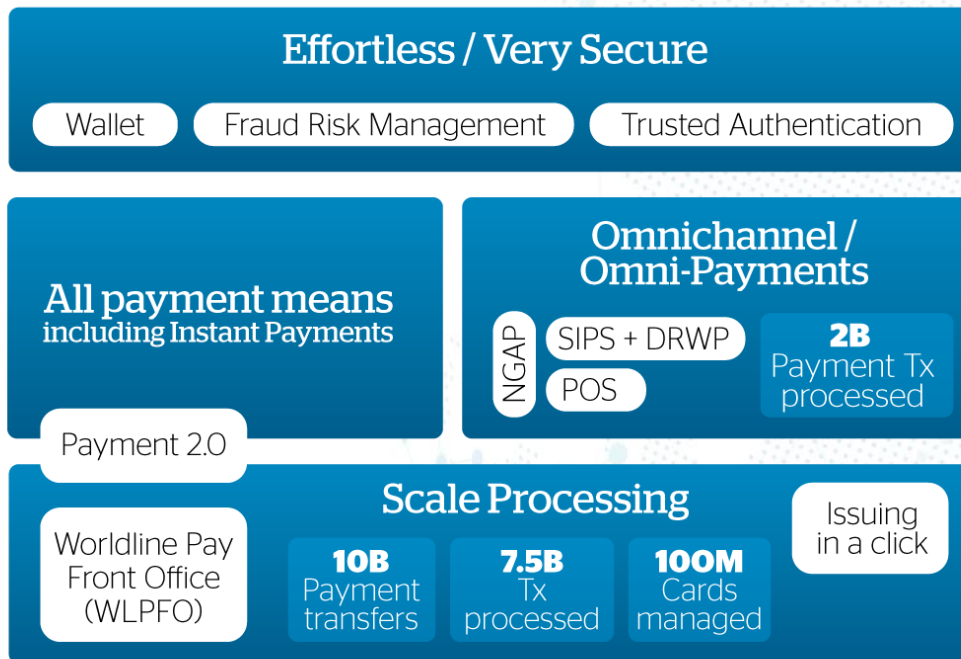 Effortless / Very Secure
Wallet
Fraud Risk Management
Trusted Authentication
All payment means
including Instant Payments
Omnichannel /
Omni-Payments
NGAP
SIPS + DRWP
POS
2B
Payment Tx
processed
Payment 2.0
Scale Processing
Worldline Pay
Front Office
(WLPFO)
10B
Payment
transfers
7.5B
Tx
processed
100M
Cards
managed
Issuing
in a click